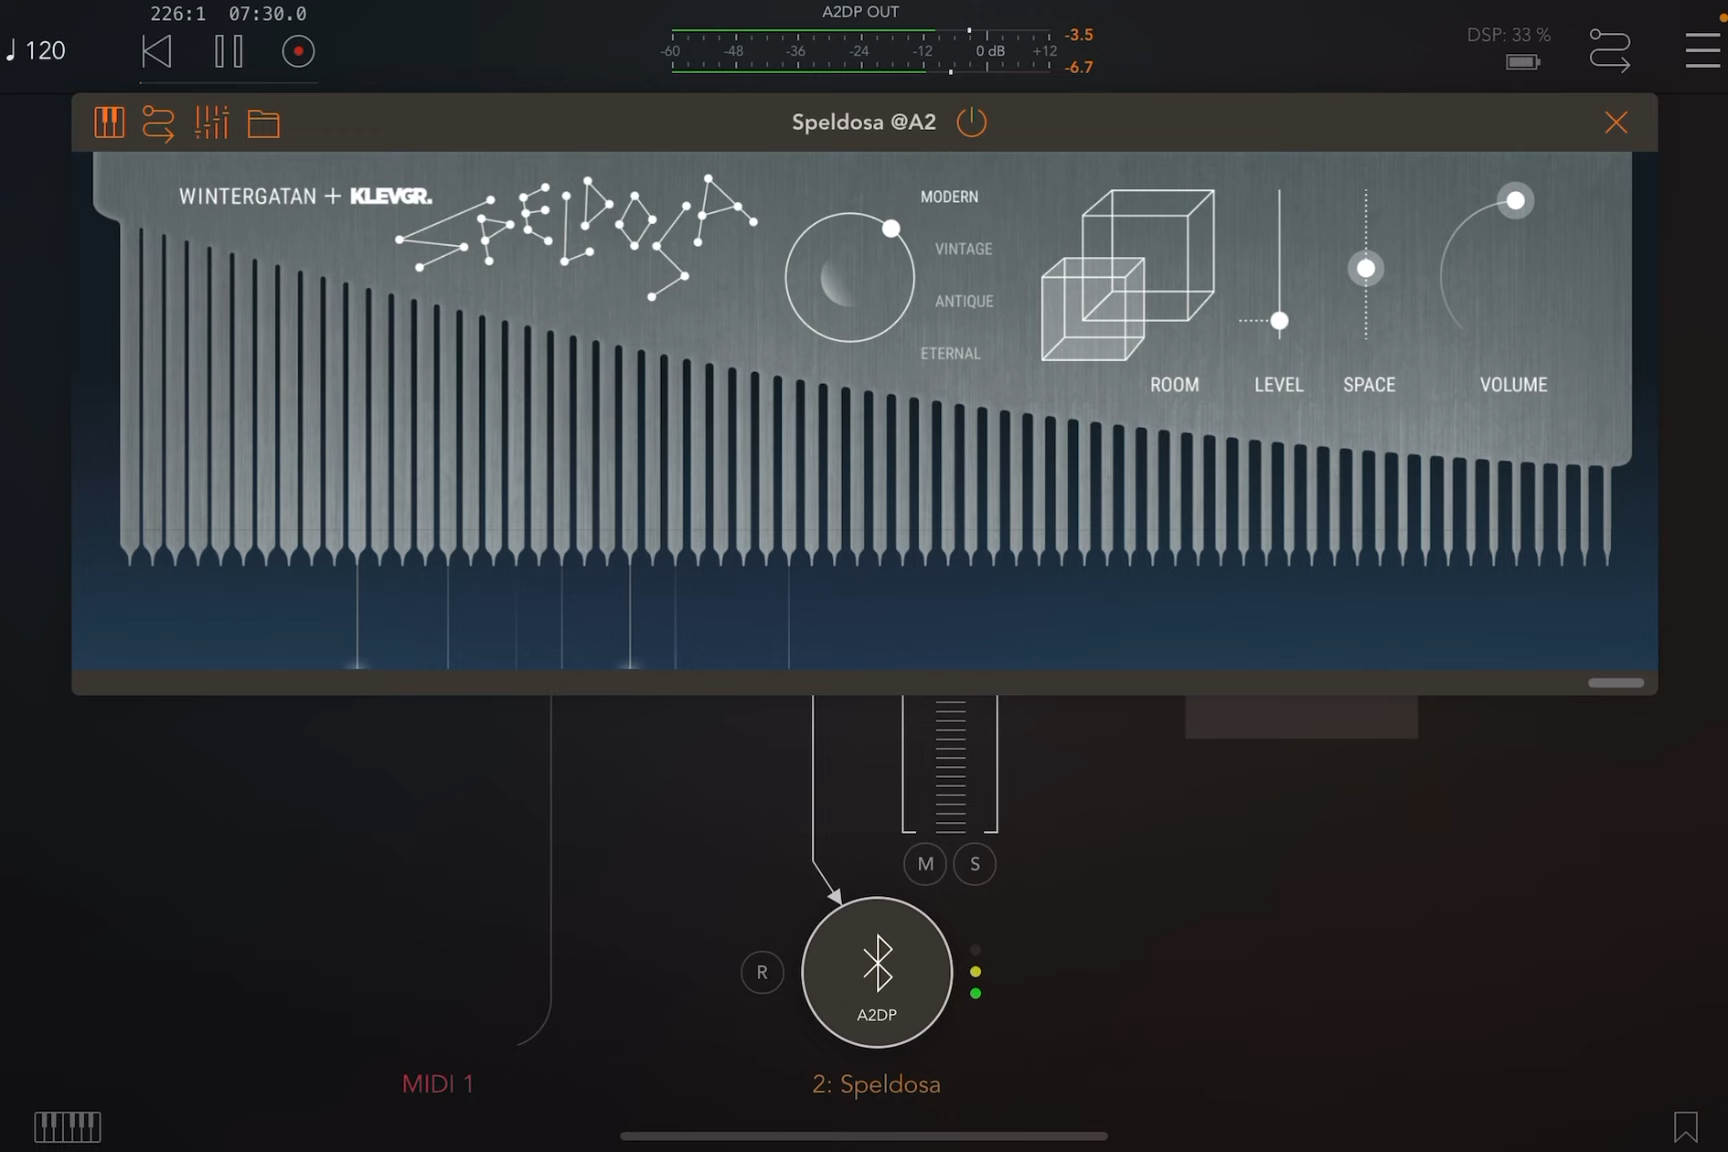 226:1 07:30.0
♩ 120
A2DP OUT
-60 -48 -36 -24 -12 0 dB +12
-3.5
-6.7
DSP: 33 %
Speldosa @A2
WINTERGATAN + KLEVGR.
SPELDOSA
MODERN
VINTAGE
ANTIQUE
ETERNAL
ROOM LEVEL SPACE VOLUME
M S
R
A2DP
MIDI 1
2: Speldosa